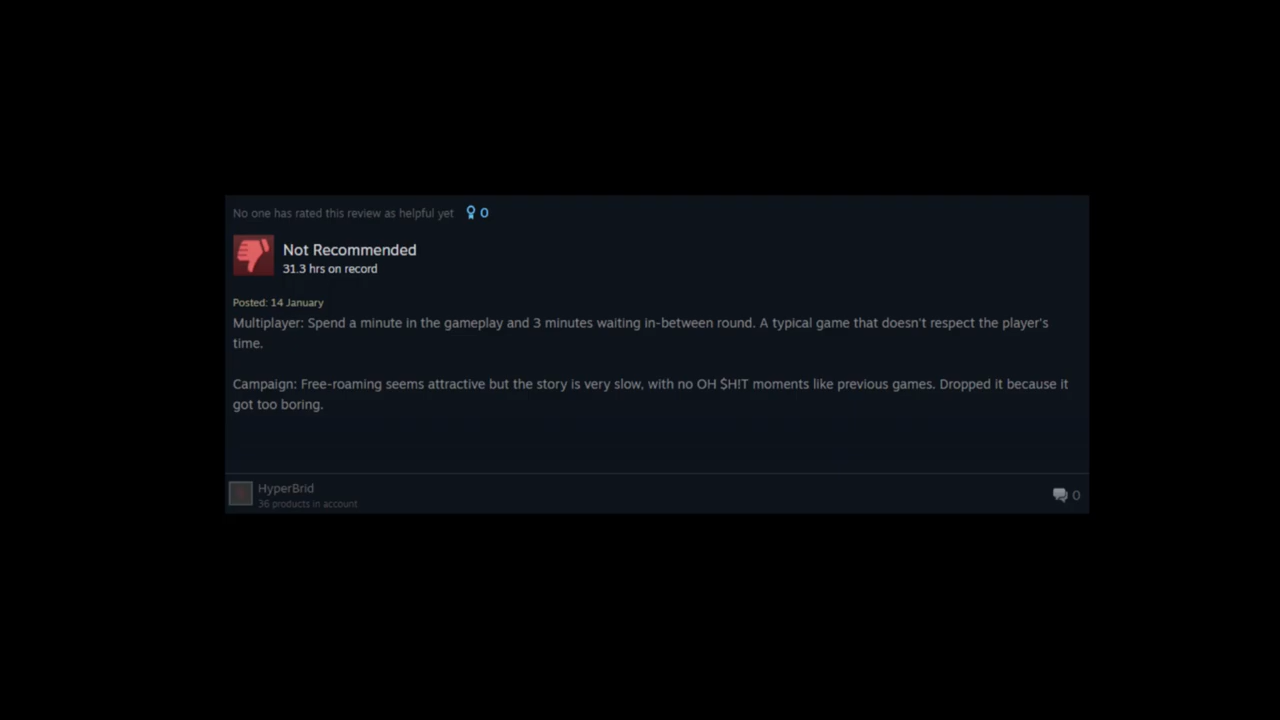 No one has rated this review as helpful yet 0
Not Recommended
31.3 hrs on record
Posted: 14 January
Multiplayer: Spend a minute in the gameplay and 3 minutes waiting in-between round. A typical game that doesn't respect the player's
time.
Campaign: Free-roaming seems attractive but the story is very slow, with no OH $H!T moments like previous games. Dropped it because it
got too boring.
HyperBrid
36 products in account
0